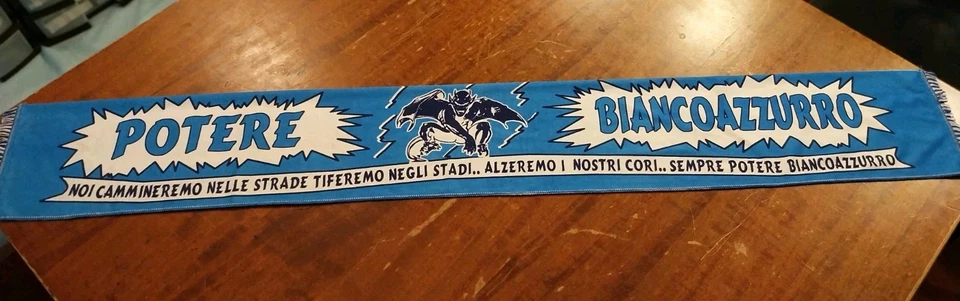 POTERE
BIANCOAZZURRO
NOI CAMMINEREMO NELLE STRADE TIFEREMO NEGLI STADI.. ALZEREMO I NOSTRI CORI.. SEMPRE POTERE BIANCOAZZURRO